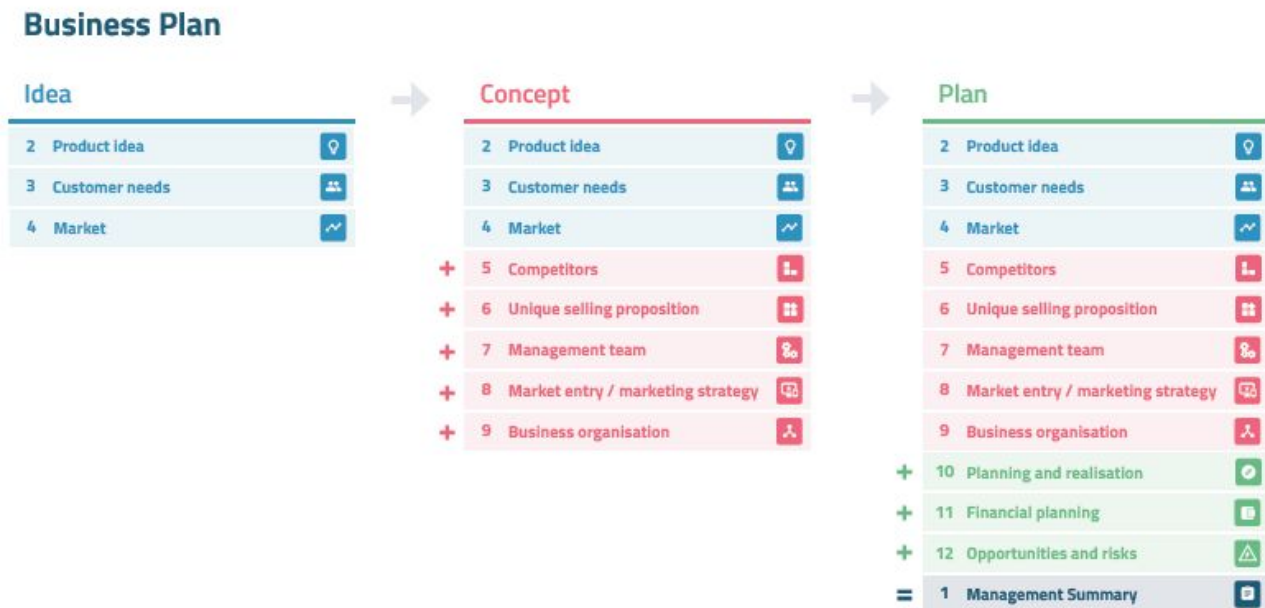 Business Plan
Idea
2 Product idea
3 Customer needs
4 Market
Concept
2 Product idea
3 Customer needs
4 Market
+ 5 Competitors
+ 6 Unique selling proposition
+ 7 Management team
+ 8 Market entry / marketing strategy
+ 9 Business organisation
Plan
2 Product idea
3 Customer needs
4 Market
5 Competitors
6 Unique selling proposition
7 Management team
8 Market entry / marketing strategy
9 Business organisation
+ 10 Planning and realisation
+ 11 Financial planning
+ 12 Opportunities and risks
= 1 Management Summary